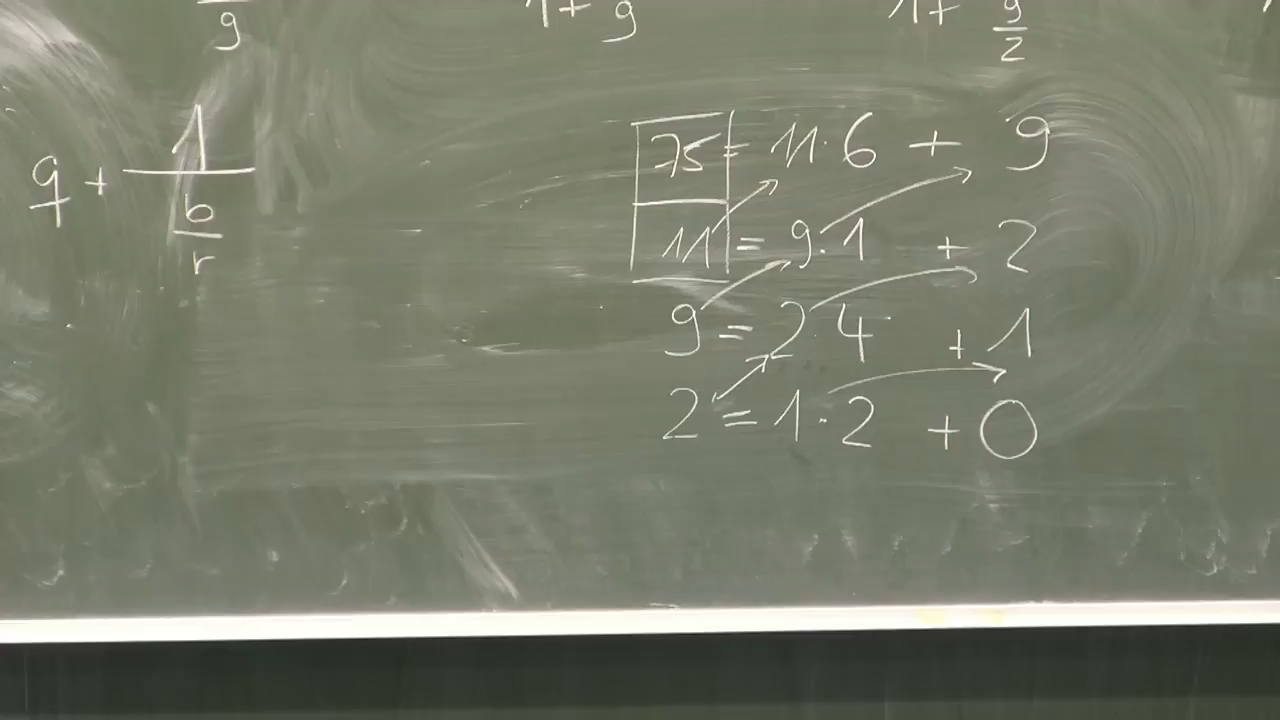 9
1 + 9
1 + 9/2
q + 1/(b/r)
75 = 11·6 + 9
11 = 9·1 + 2
9 = 2·4 + 1
2 = 1·2 + 0